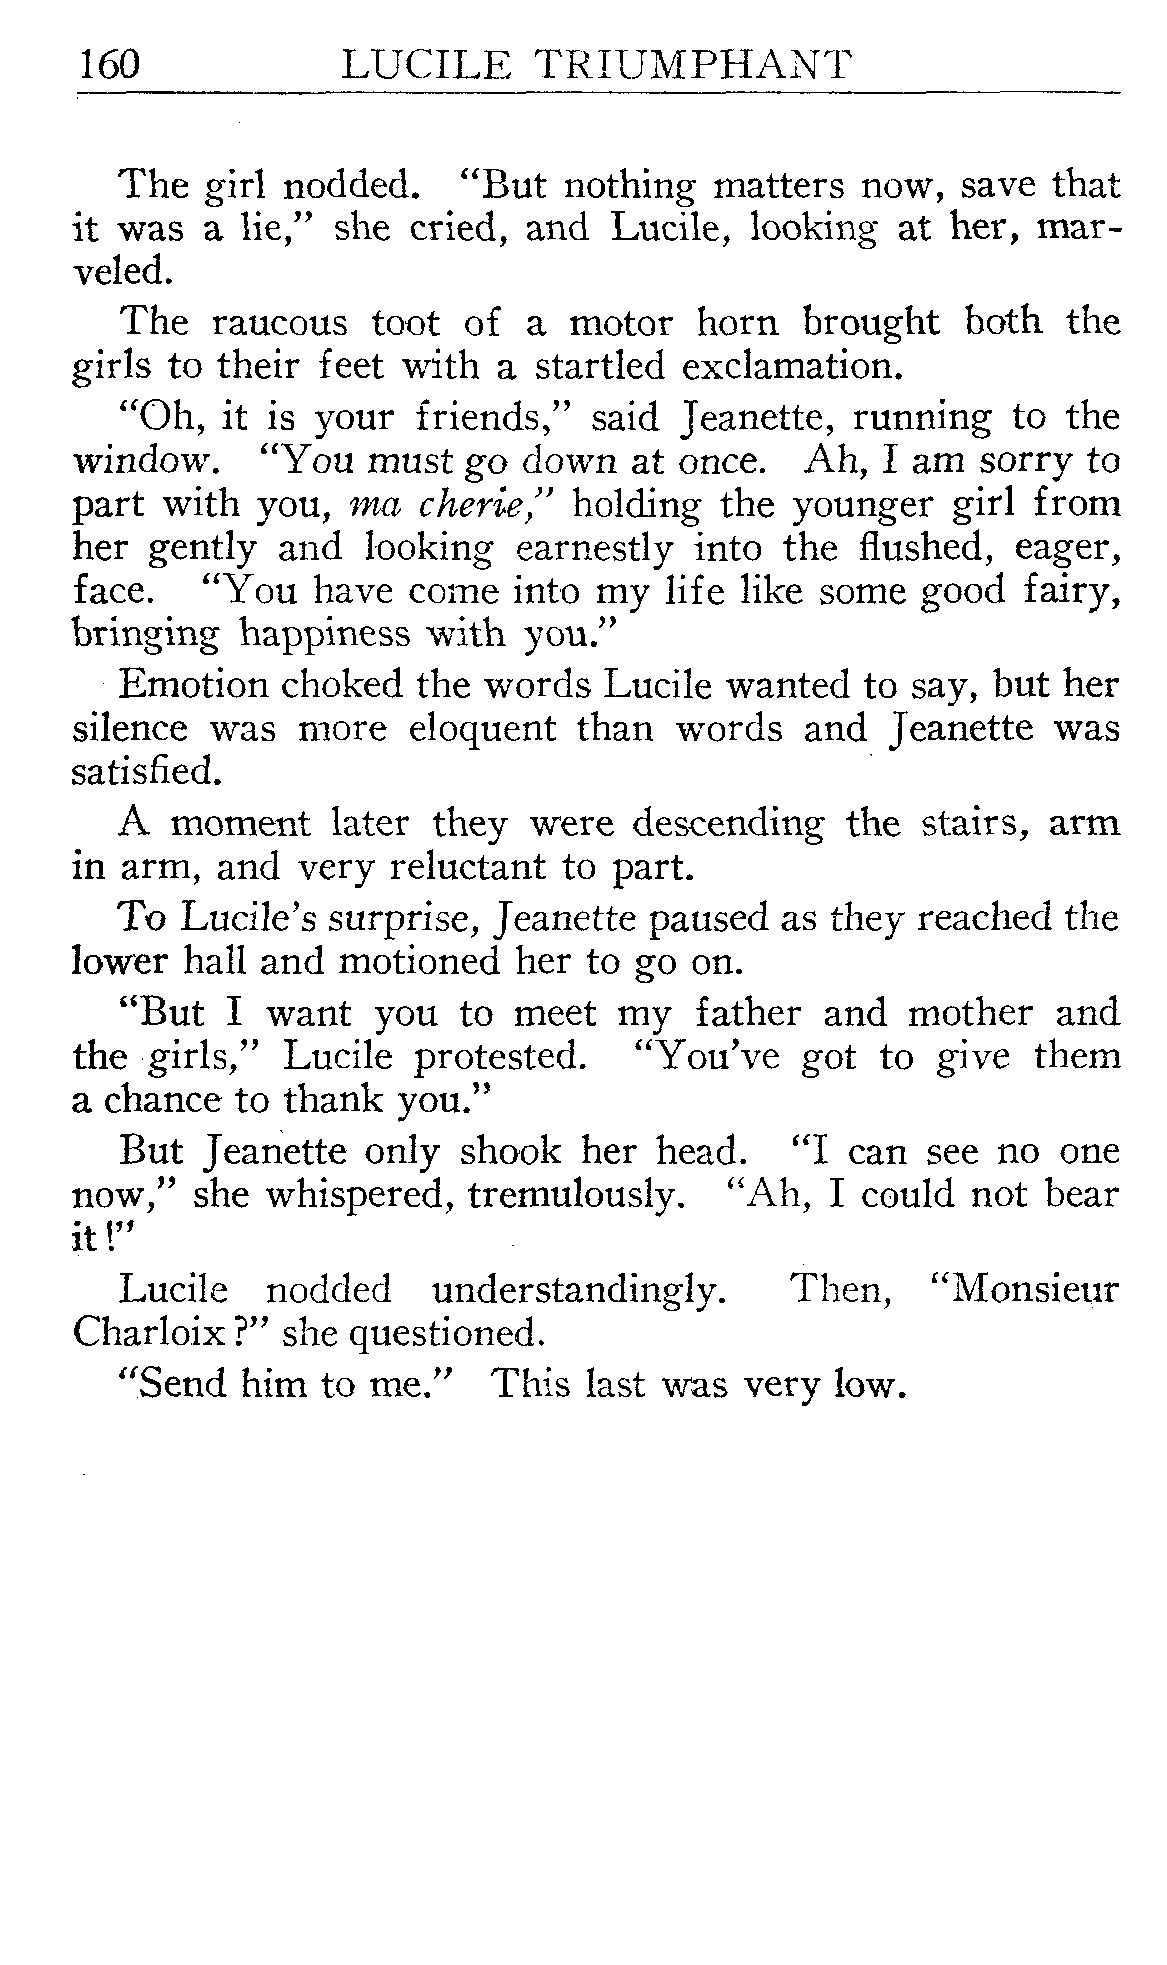 160 LUCILE TRIUMPHANT
The girl nodded. “But nothing matters now, save that
it was a lie,” she cried, and Lucile, looking at her, mar-
veled.
The raucous toot of a motor horn brought both the
girls to their feet with a startled exclamation.
“Oh, it is your friends,” said Jeanette, running to the
window. “You must go down at once. Ah, I am sorry to
part with you, ma cherie,” holding the younger girl from
her gently and looking earnestly into the flushed, eager,
face. “You have come into my life like some good fairy,
bringing happiness with you.”
Emotion choked the words Lucile wanted to say, but her
silence was more eloquent than words and Jeanette was
satisfied.
A moment later they were descending the stairs, arm
in arm, and very reluctant to part.
To Lucile’s surprise, Jeanette paused as they reached the
lower hall and motioned her to go on.
“But I want you to meet my father and mother and
the girls,” Lucile protested. “You’ve got to give them
a chance to thank you.”
But Jeanette only shook her head. “I can see no one
now,” she whispered, tremulously. “Ah, I could not bear
it!”
Lucile nodded understandingly. Then, “Monsieur
Charloix?” she questioned.
“Send him to me.” This last was very low.